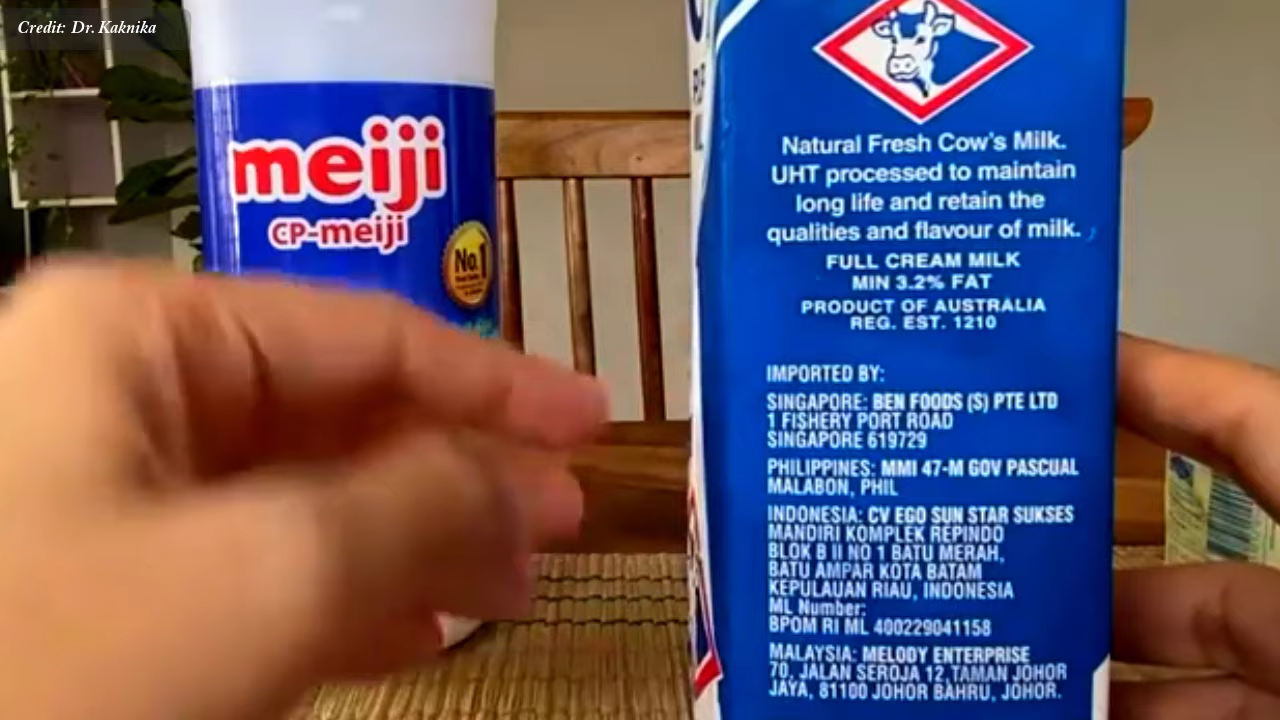 Credit: Dr. Kaknika
meiji
CP-meiji
No.1
Natural Fresh Cow's Milk.
UHT processed to maintain
long life and retain the
qualities and flavour of milk.
FULL CREAM MILK
MIN 3.2% FAT
PRODUCT OF AUSTRALIA
REG. EST. 1210
IMPORTED BY:
SINGAPORE: BEN FOODS (S) PTE LTD
1 FISHERY PORT ROAD
SINGAPORE 619729
PHILIPPINES: MMI 47-M GOV PASCUAL
MALABON, PHIL
INDONESIA: CV EGO SUN STAR SUKSES
MANDIRI KOMPLEK REPINDO
BLOK B II NO 1 BATU MERAH,
BATU AMPAR KOTA BATAM
KEPULAUAN RIAU, INDONESIA
ML Number:
BPOM RI ML 400229041158
MALAYSIA: MELODY ENTERPRISE
70, JALAN SEROJA 12,TAMAN JOHOR
JAYA, 81100 JOHOR BAHRU, JOHOR.